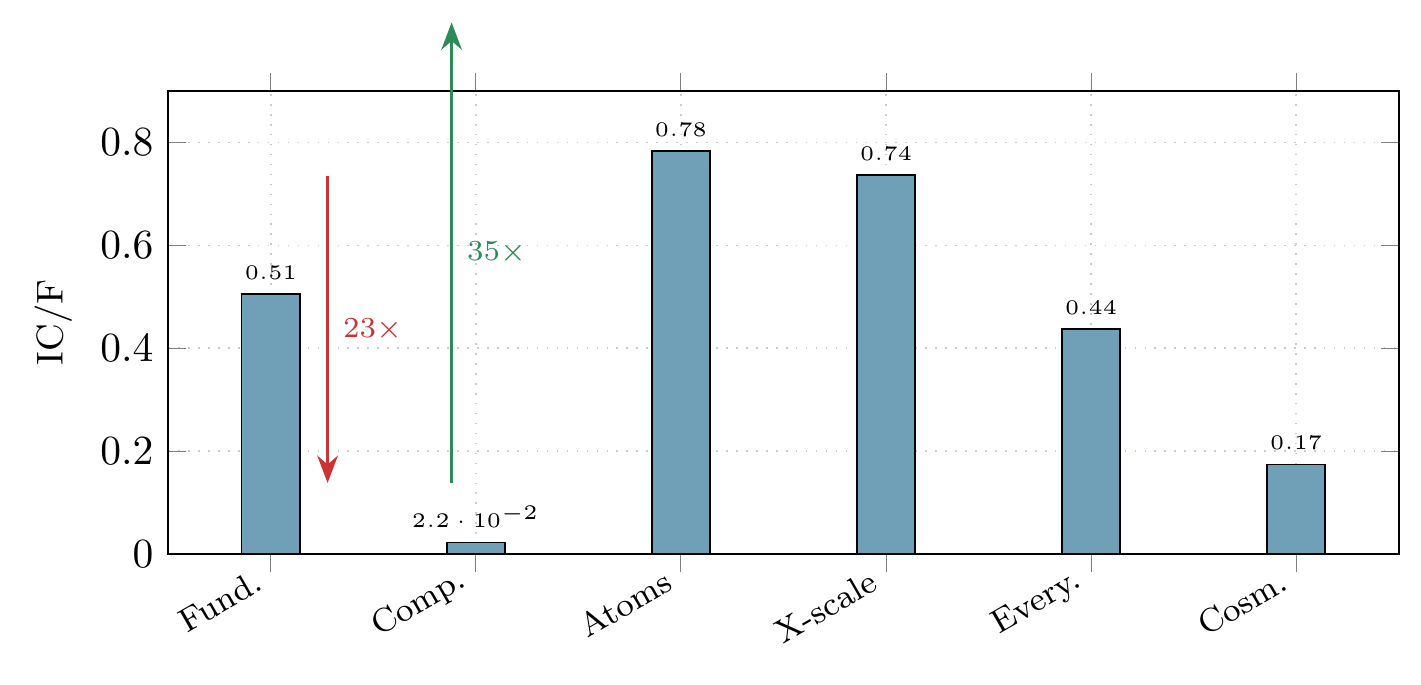 0.8
0.6
0.4
0.2
0
IC/F
0.51
2.2 · 10⁻²
0.78
0.74
0.44
0.17
23×
35×
Fund.
Comp.
Atoms
X-scale
Every.
Cosm.